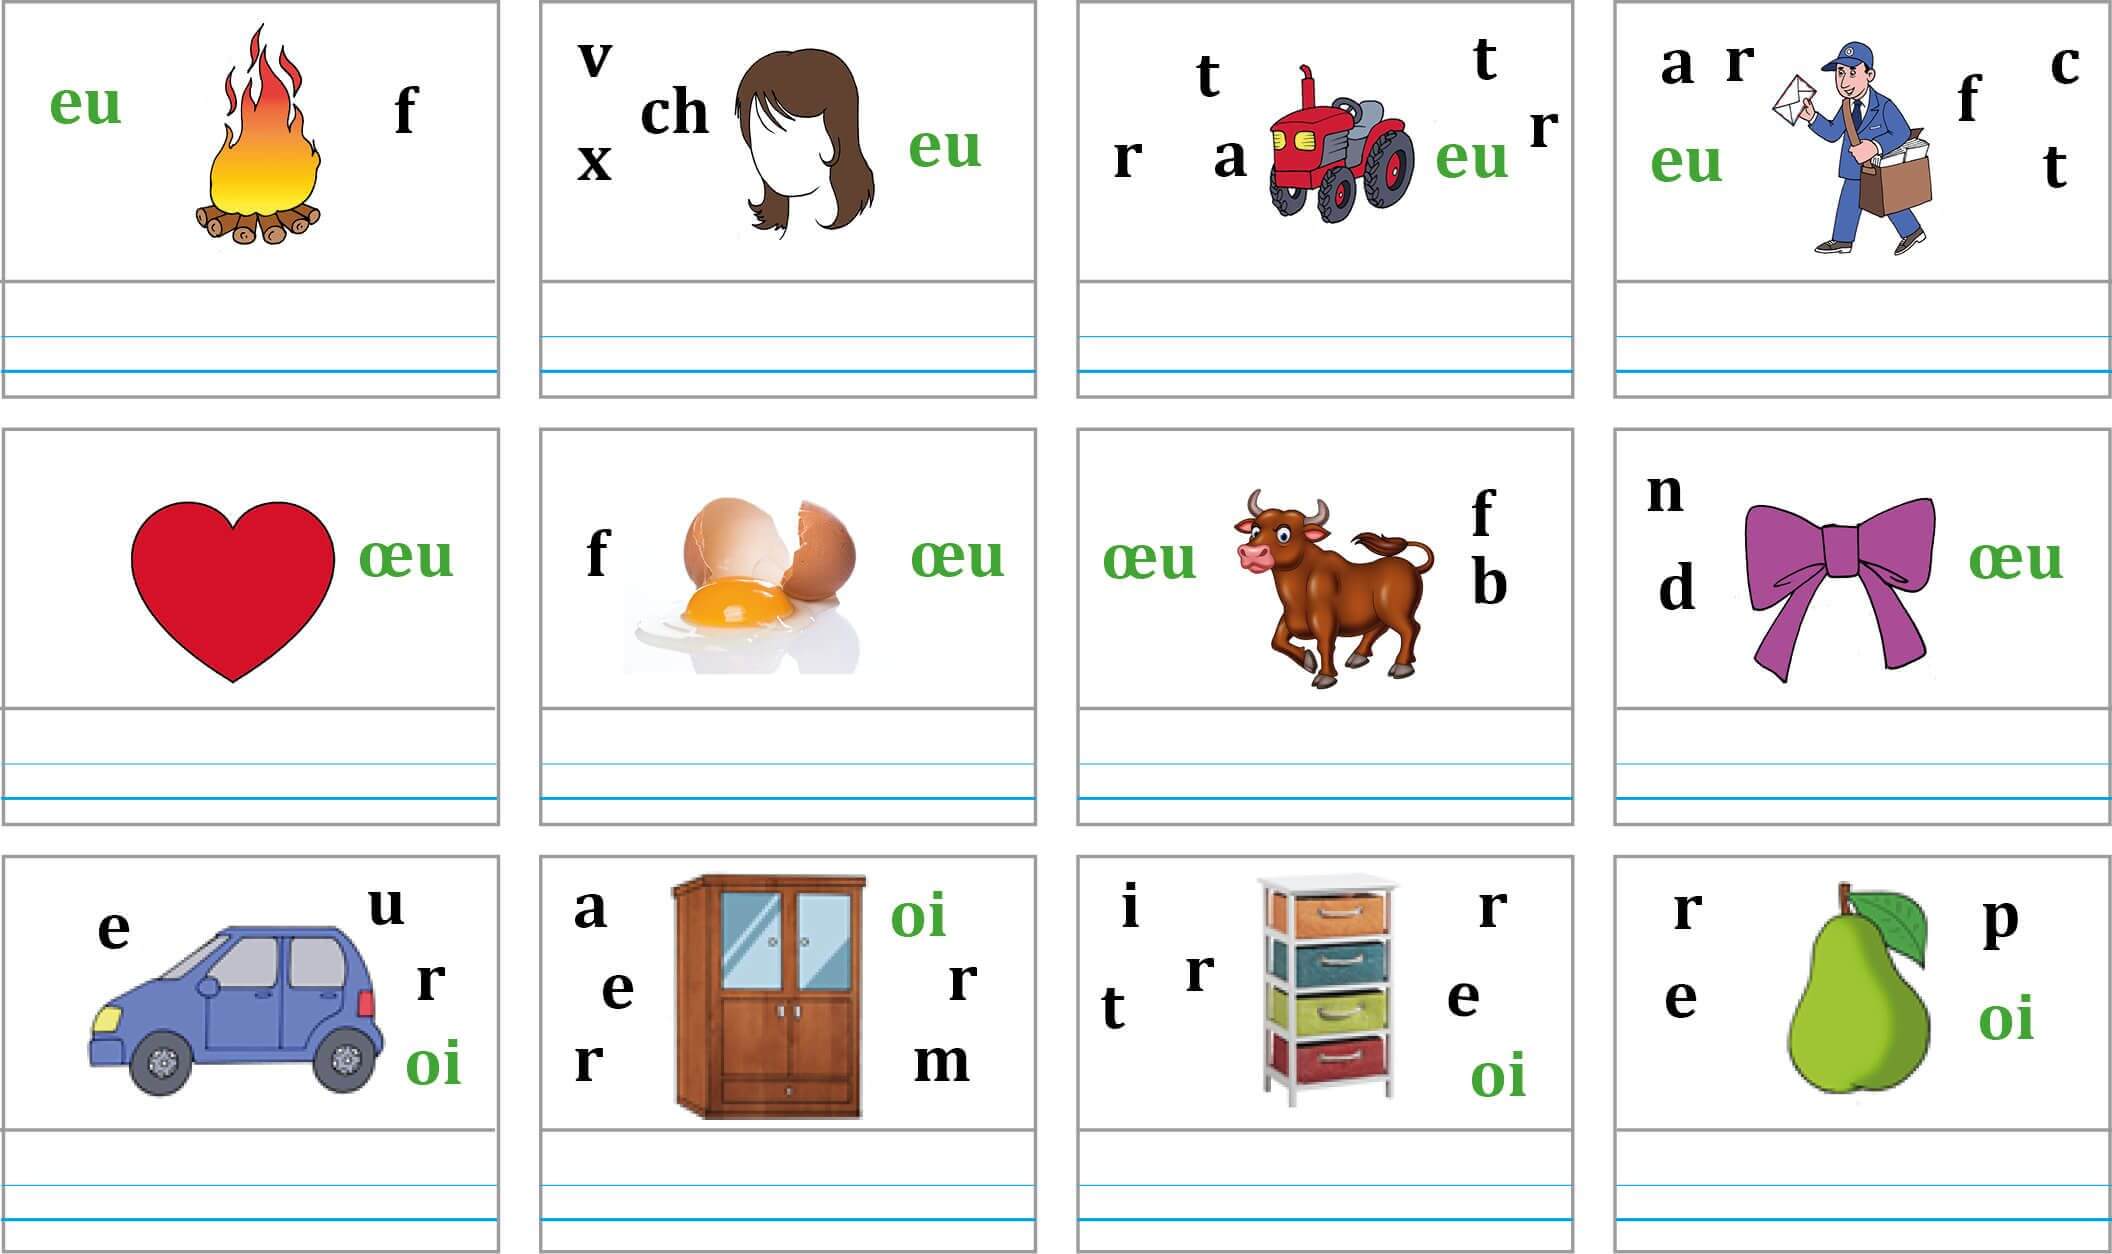 eu f
v ch x eu
t r a t eu r
a r eu f c t
œu
f œu
œu f b
n d œu
e u r oi
a e r oi r m
i r t r e oi
r e p oi